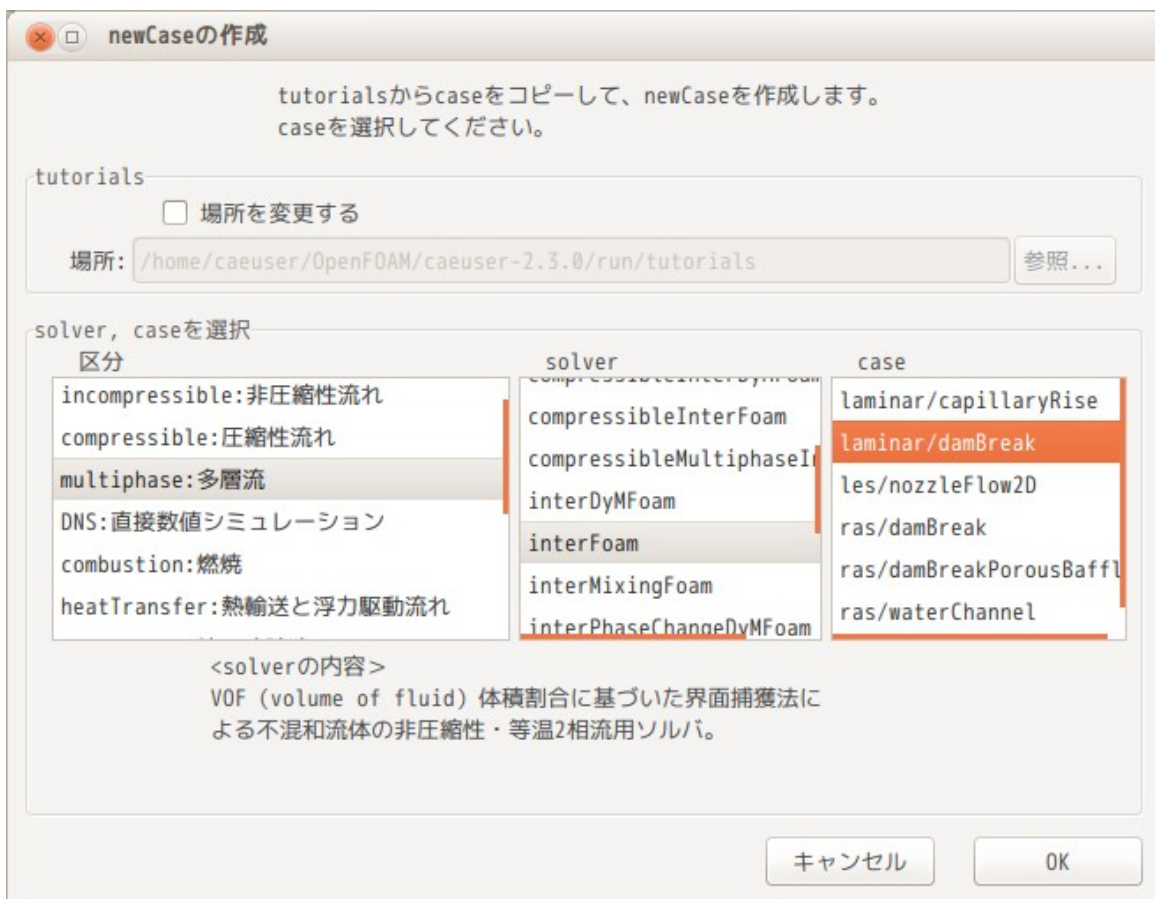 newCaseの作成
tutorialsからcaseをコピーして、newCaseを作成します。
caseを選択してください。
tutorials
場所を変更する
場所: /home/caeuser/OpenFOAM/caeuser-2.3.0/run/tutorials 参照...
solver, caseを選択
区分 solver case
incompressible:非圧縮性流れ
compressible:圧縮性流れ
multiphase:多層流
DNS:直接数値シミュレーション
combustion:燃焼
heatTransfer:熱輸送と浮力駆動流れ
compressibleInterFoam
compressibleMultiphaseI
interDyMFoam
interFoam
interMixingFoam
interPhaseChangeDyMFoam
laminar/capillaryRise
laminar/damBreak
les/nozzleFlow2D
ras/damBreak
ras/damBreakPorousBaffl
ras/waterChannel
<solverの内容>
VOF (volume of fluid) 体積割合に基づいた界面捕獲法に
よる不混和流体の非圧縮性・等温2相流用ソルバ。
キャンセル OK